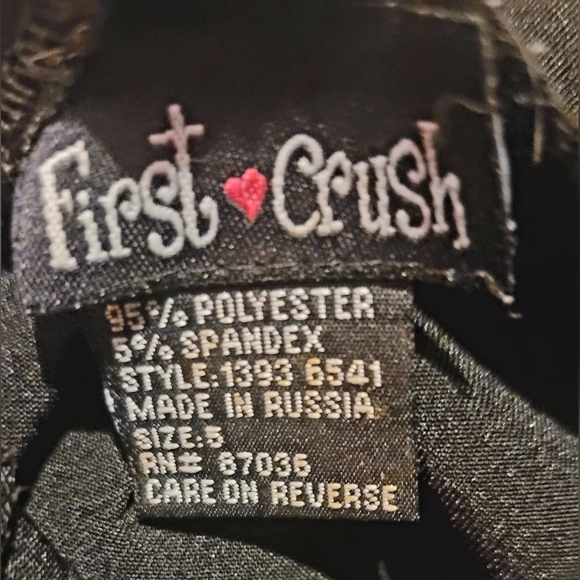 First ♥ Crush
95% POLYESTER
5% SPANDEX
STYLE:1393 6541
MADE IN RUSSIA
SIZE:5
RN# 87036
CARE ON REVERSE